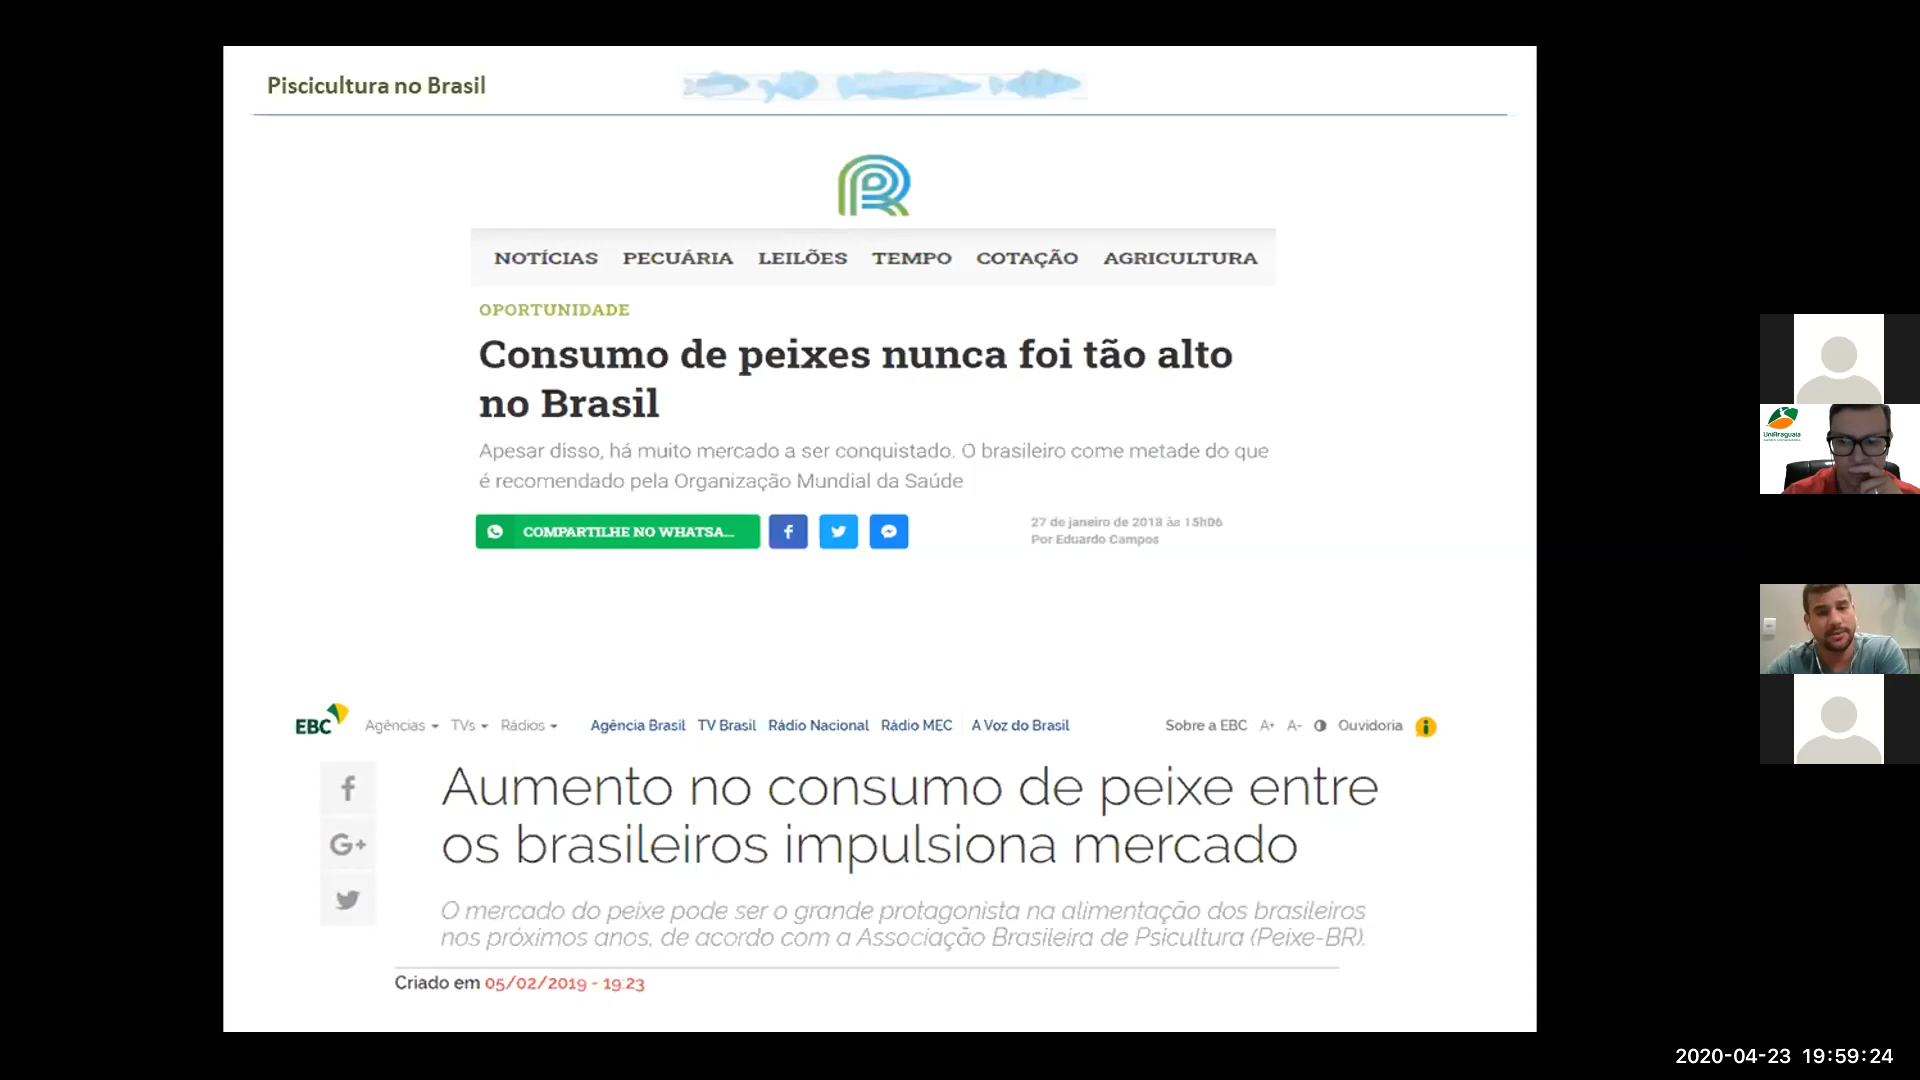 Piscicultura no Brasil
NOTÍCIAS PECUÁRIA LEILÕES TEMPO COTAÇÃO AGRICULTURA
OPORTUNIDADE
Consumo de peixes nunca foi tão alto
no Brasil
Apesar disso, há muito mercado a ser conquistado. O brasileiro come metade do que
é recomendado pela Organização Mundial da Saúde
COMPARTILHE NO WHATSA...
27 de janeiro de 2018 às 15h06
Por Eduardo Campos
UniAraguaia
EBC Agências TVs Rádios Agência Brasil TV Brasil Rádio Nacional Rádio MEC A Voz do Brasil Sobre a EBC A+ A- Ouvidoria
Aumento no consumo de peixe entre
os brasileiros impulsiona mercado
G+
O mercado do peixe pode ser o grande protagonista na alimentação dos brasileiros
nos próximos anos, de acordo com a Associação Brasileira de Psicultura (Peixe-BR).
Criado em 05/02/2019 - 19:23
2020-04-23 19:59:24